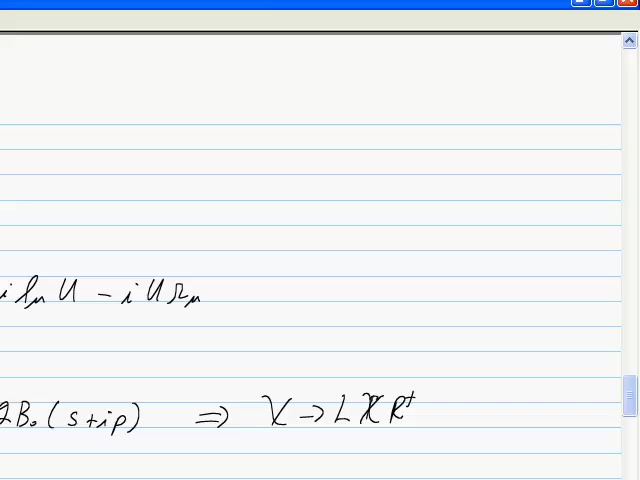 i l_μ U - i U r_μ
2B₀ (s + ip) ⇒ χ → L χ R†